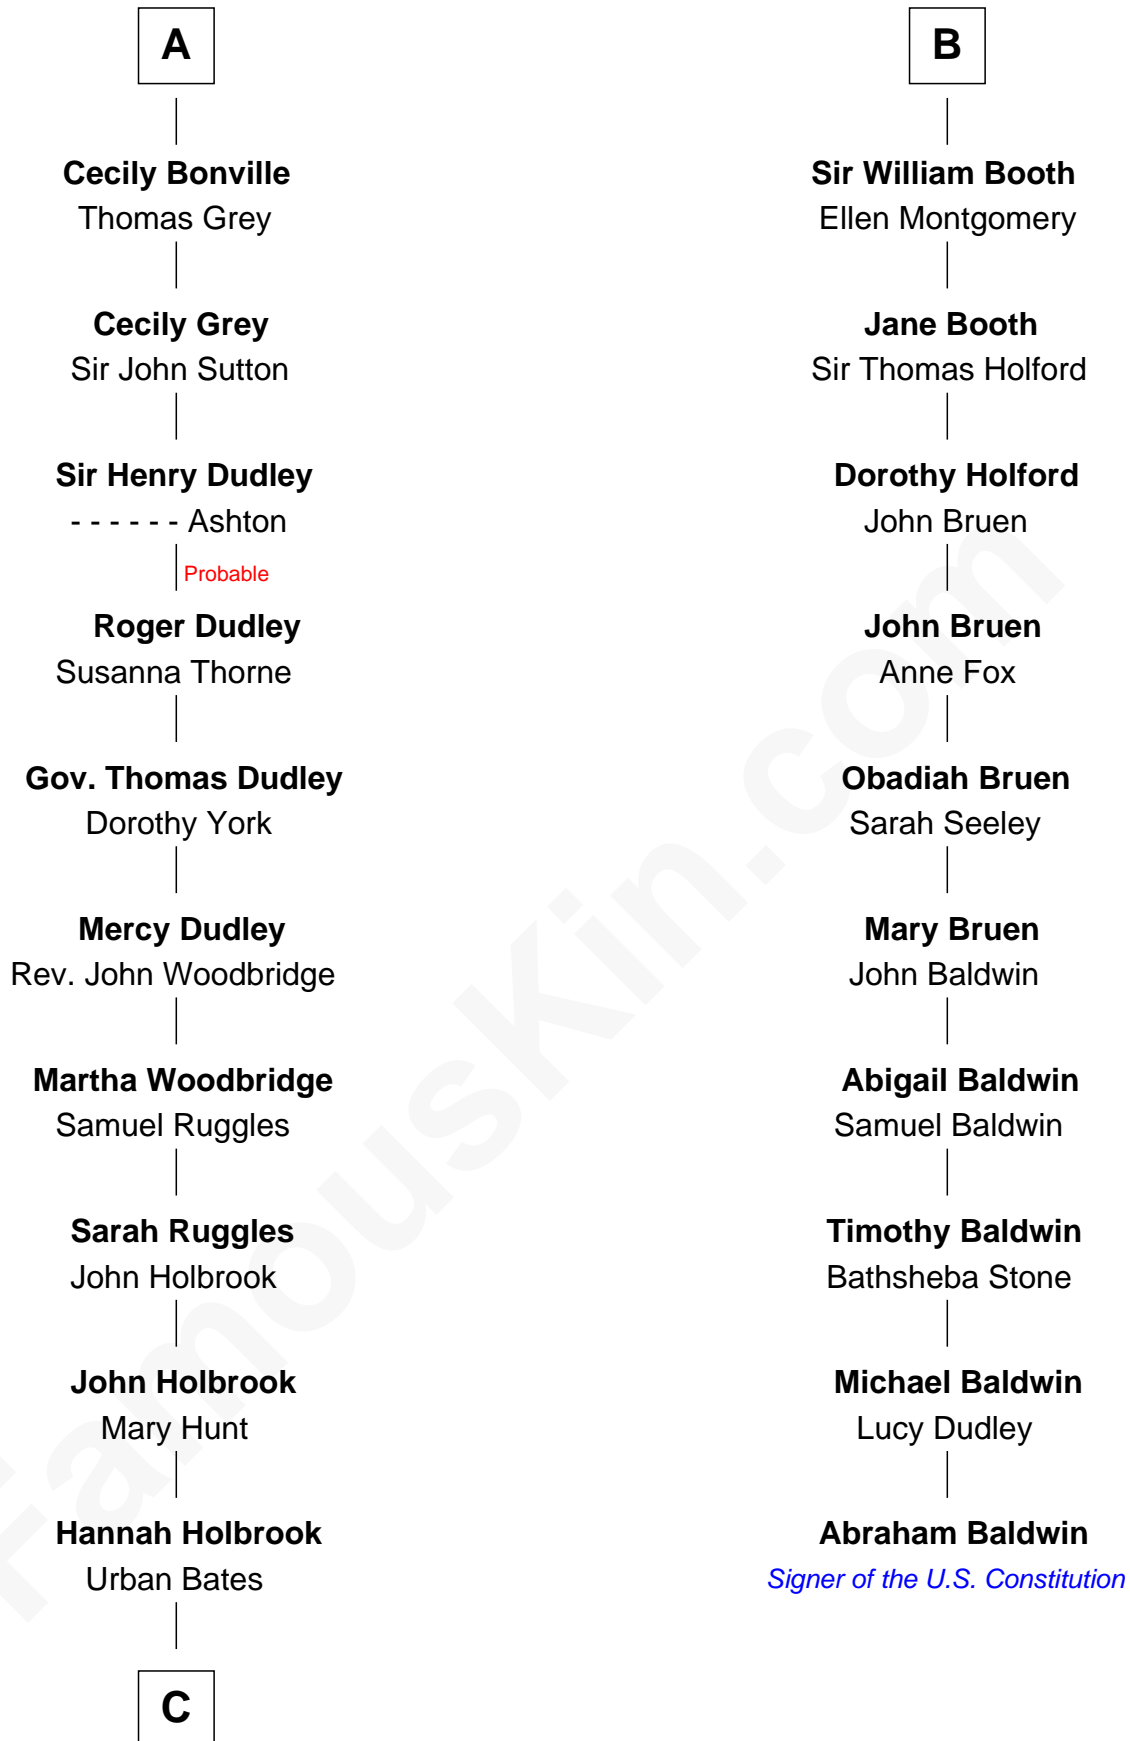 A
Cecily Bonville
Thomas Grey
Cecily Grey
Sir John Sutton
Sir Henry Dudley
- - - - - - Ashton
Probable
Roger Dudley
Susanna Thorne
Gov. Thomas Dudley
Dorothy York
Mercy Dudley
Rev. John Woodbridge
Martha Woodbridge
Samuel Ruggles
Sarah Ruggles
John Holbrook
John Holbrook
Mary Hunt
Hannah Holbrook
Urban Bates
C
B
Sir William Booth
Ellen Montgomery
Jane Booth
Sir Thomas Holford
Dorothy Holford
John Bruen
John Bruen
Anne Fox
Obadiah Bruen
Sarah Seeley
Mary Bruen
John Baldwin
Abigail Baldwin
Samuel Baldwin
Timothy Baldwin
Bathsheba Stone
Michael Baldwin
Lucy Dudley
Abraham Baldwin
Signer of the U.S. Constitution
FamousKin.com